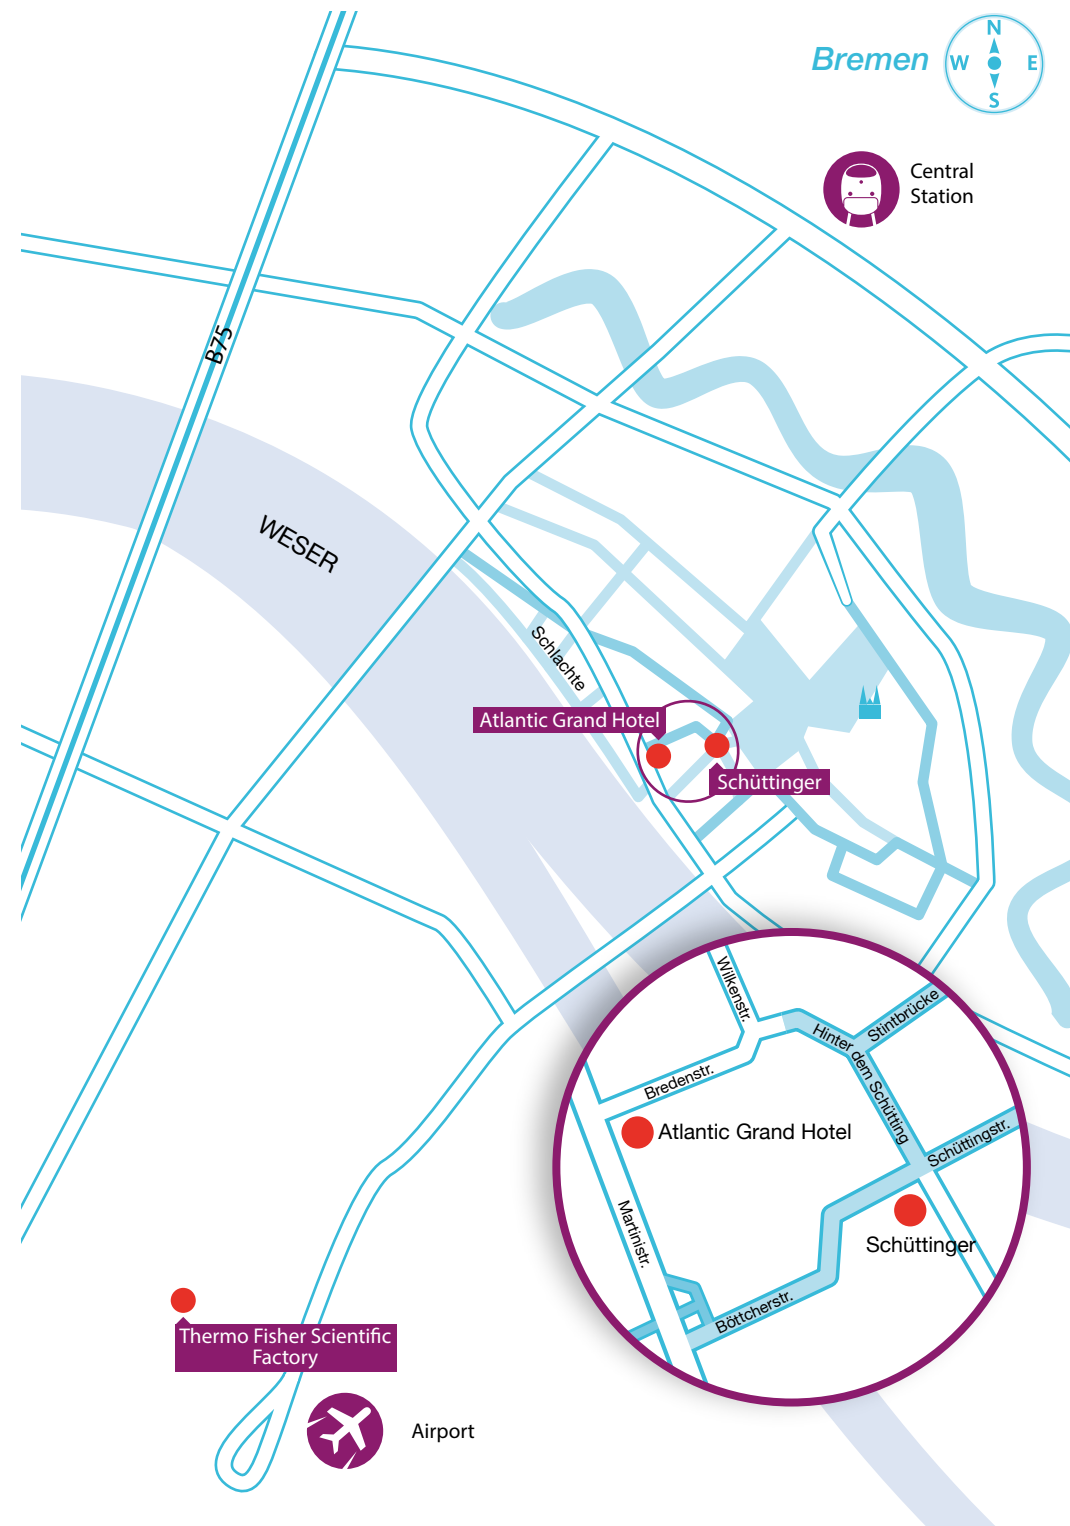 Bremen
N
W
E
S
Central
Station
B75
WESER
Schlachte
Atlantic Grand Hotel
Schüttinger
Wilkenstr.
Stintbrücke
Hinter dem Schütting
Bredenstr.
Atlantic Grand Hotel
Schüttingstr.
Martinistr.
Schüttinger
Böttcherstr.
Thermo Fisher Scientific
Factory
Airport